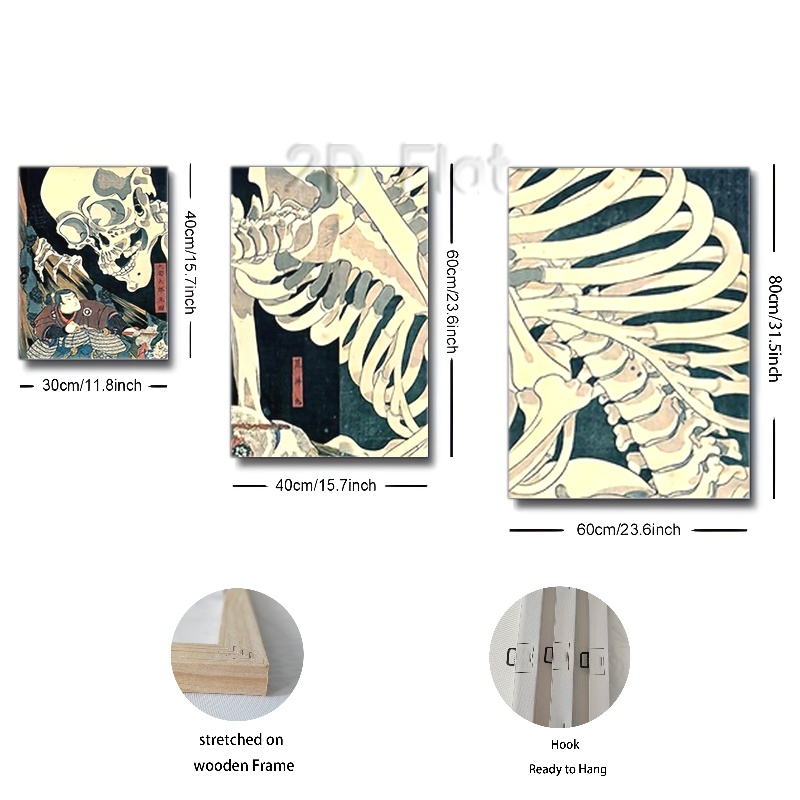 2D Flat
40cm/15.7inch
30cm/11.8inch
60cm/23.6inch
40cm/15.7inch
80cm/31.5inch
60cm/23.6inch
stretched on
wooden Frame
Hook
Ready to Hang